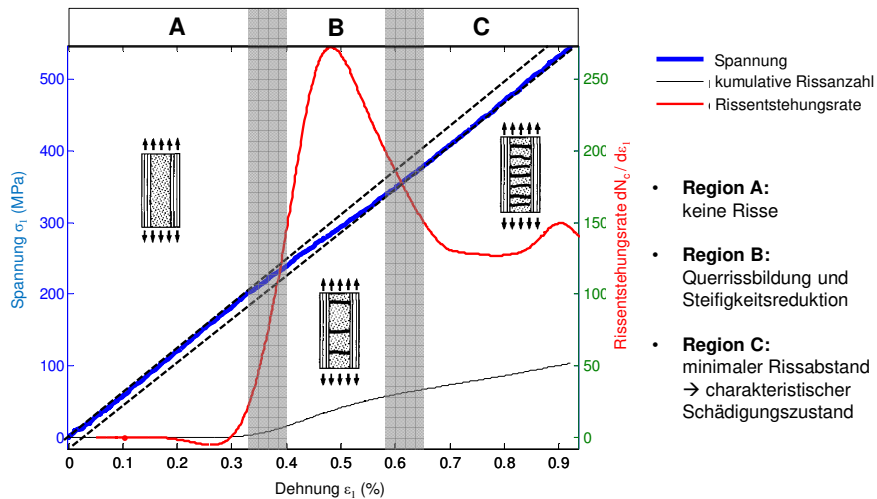 A B C
500
400
300
200
100
0
Spannung σ₁ (MPa)
0 0.1 0.2 0.3 0.4 0.5 0.6 0.7 0.8 0.9
Dehnung ε₁ (%)
250
200
150
100
50
0
Rissentstehungsrate dN_c / dε₁
Spannung
kumulative Rissanzahl
Rissentstehungsrate
• Region A:
keine Risse
• Region B:
Querrissbildung und
Steifigkeitsreduktion
• Region C:
minimaler Rissabstand
→ charakteristischer
Schädigungszustand